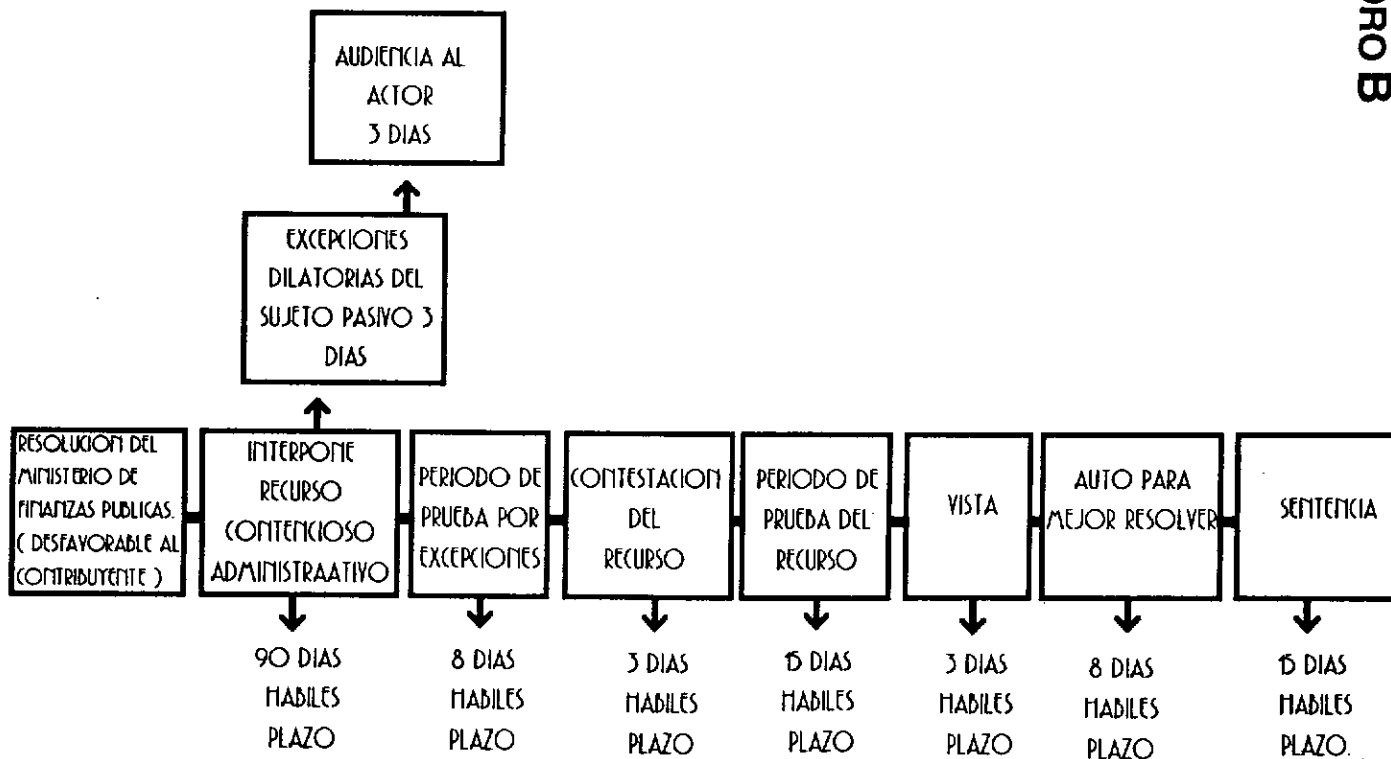 DRO B
AUDIENCIA AL
ACTOR
3 DIAS
EXCEPCIONES
DILATORIAS DEL
SUJETO PASIVO 3
DIAS
RESOLUCION DEL
MINISTERIO DE
FINANZAS PUBLICAS.
( DESFAVORABLE AL
CONTRIBUYENTE )
INTERPONE
RECURSO
CONTENCIOSO
ADMINISTRAATIVO
PERIODO DE
PRUEBA POR
EXCEPCIONES
CONTESTACION
DEL
RECURSO
PERIODO DE
PRUEBA DEL
RECURSO
VISTA
AUTO PARA
MEJOR RESOLVER
SENTENCIA
90 DIAS
HABILES
PLAZO
8 DIAS
HABILES
PLAZO
3 DIAS
HABILES
PLAZO
15 DIAS
HABILES
PLAZO
3 DIAS
HABILES
PLAZO
8 DIAS
HABILES
PLAZO
15 DIAS
HABILES
PLAZO.